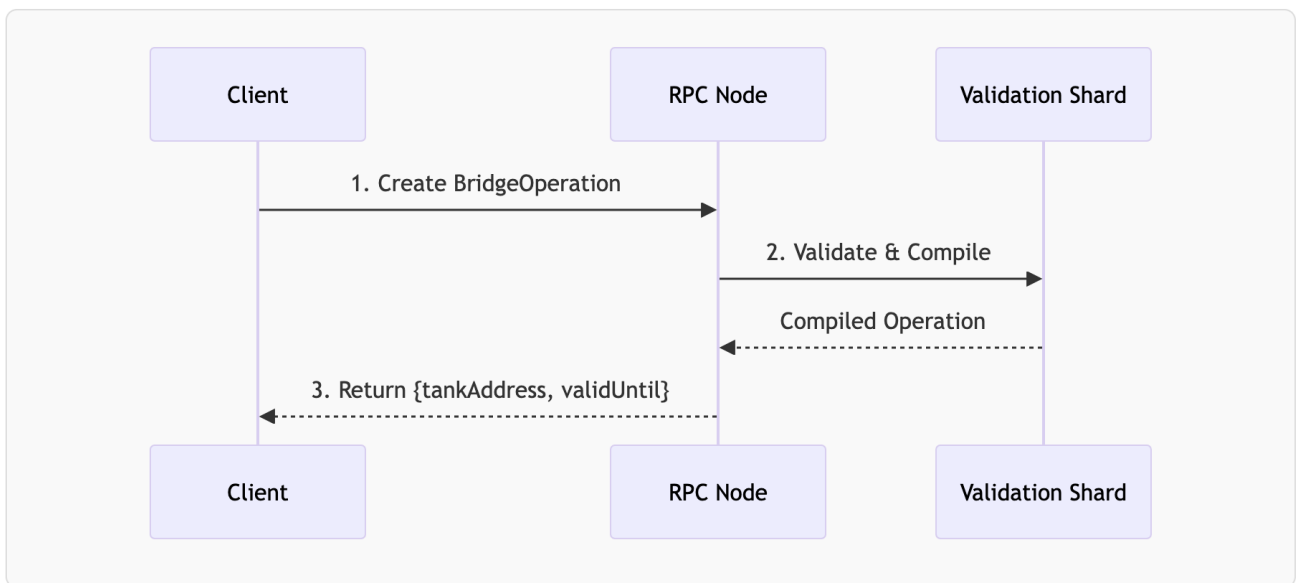 Client
RPC Node
Validation Shard
1. Create BridgeOperation
2. Validate & Compile
Compiled Operation
3. Return {tankAddress, validUntil}
Client
RPC Node
Validation Shard